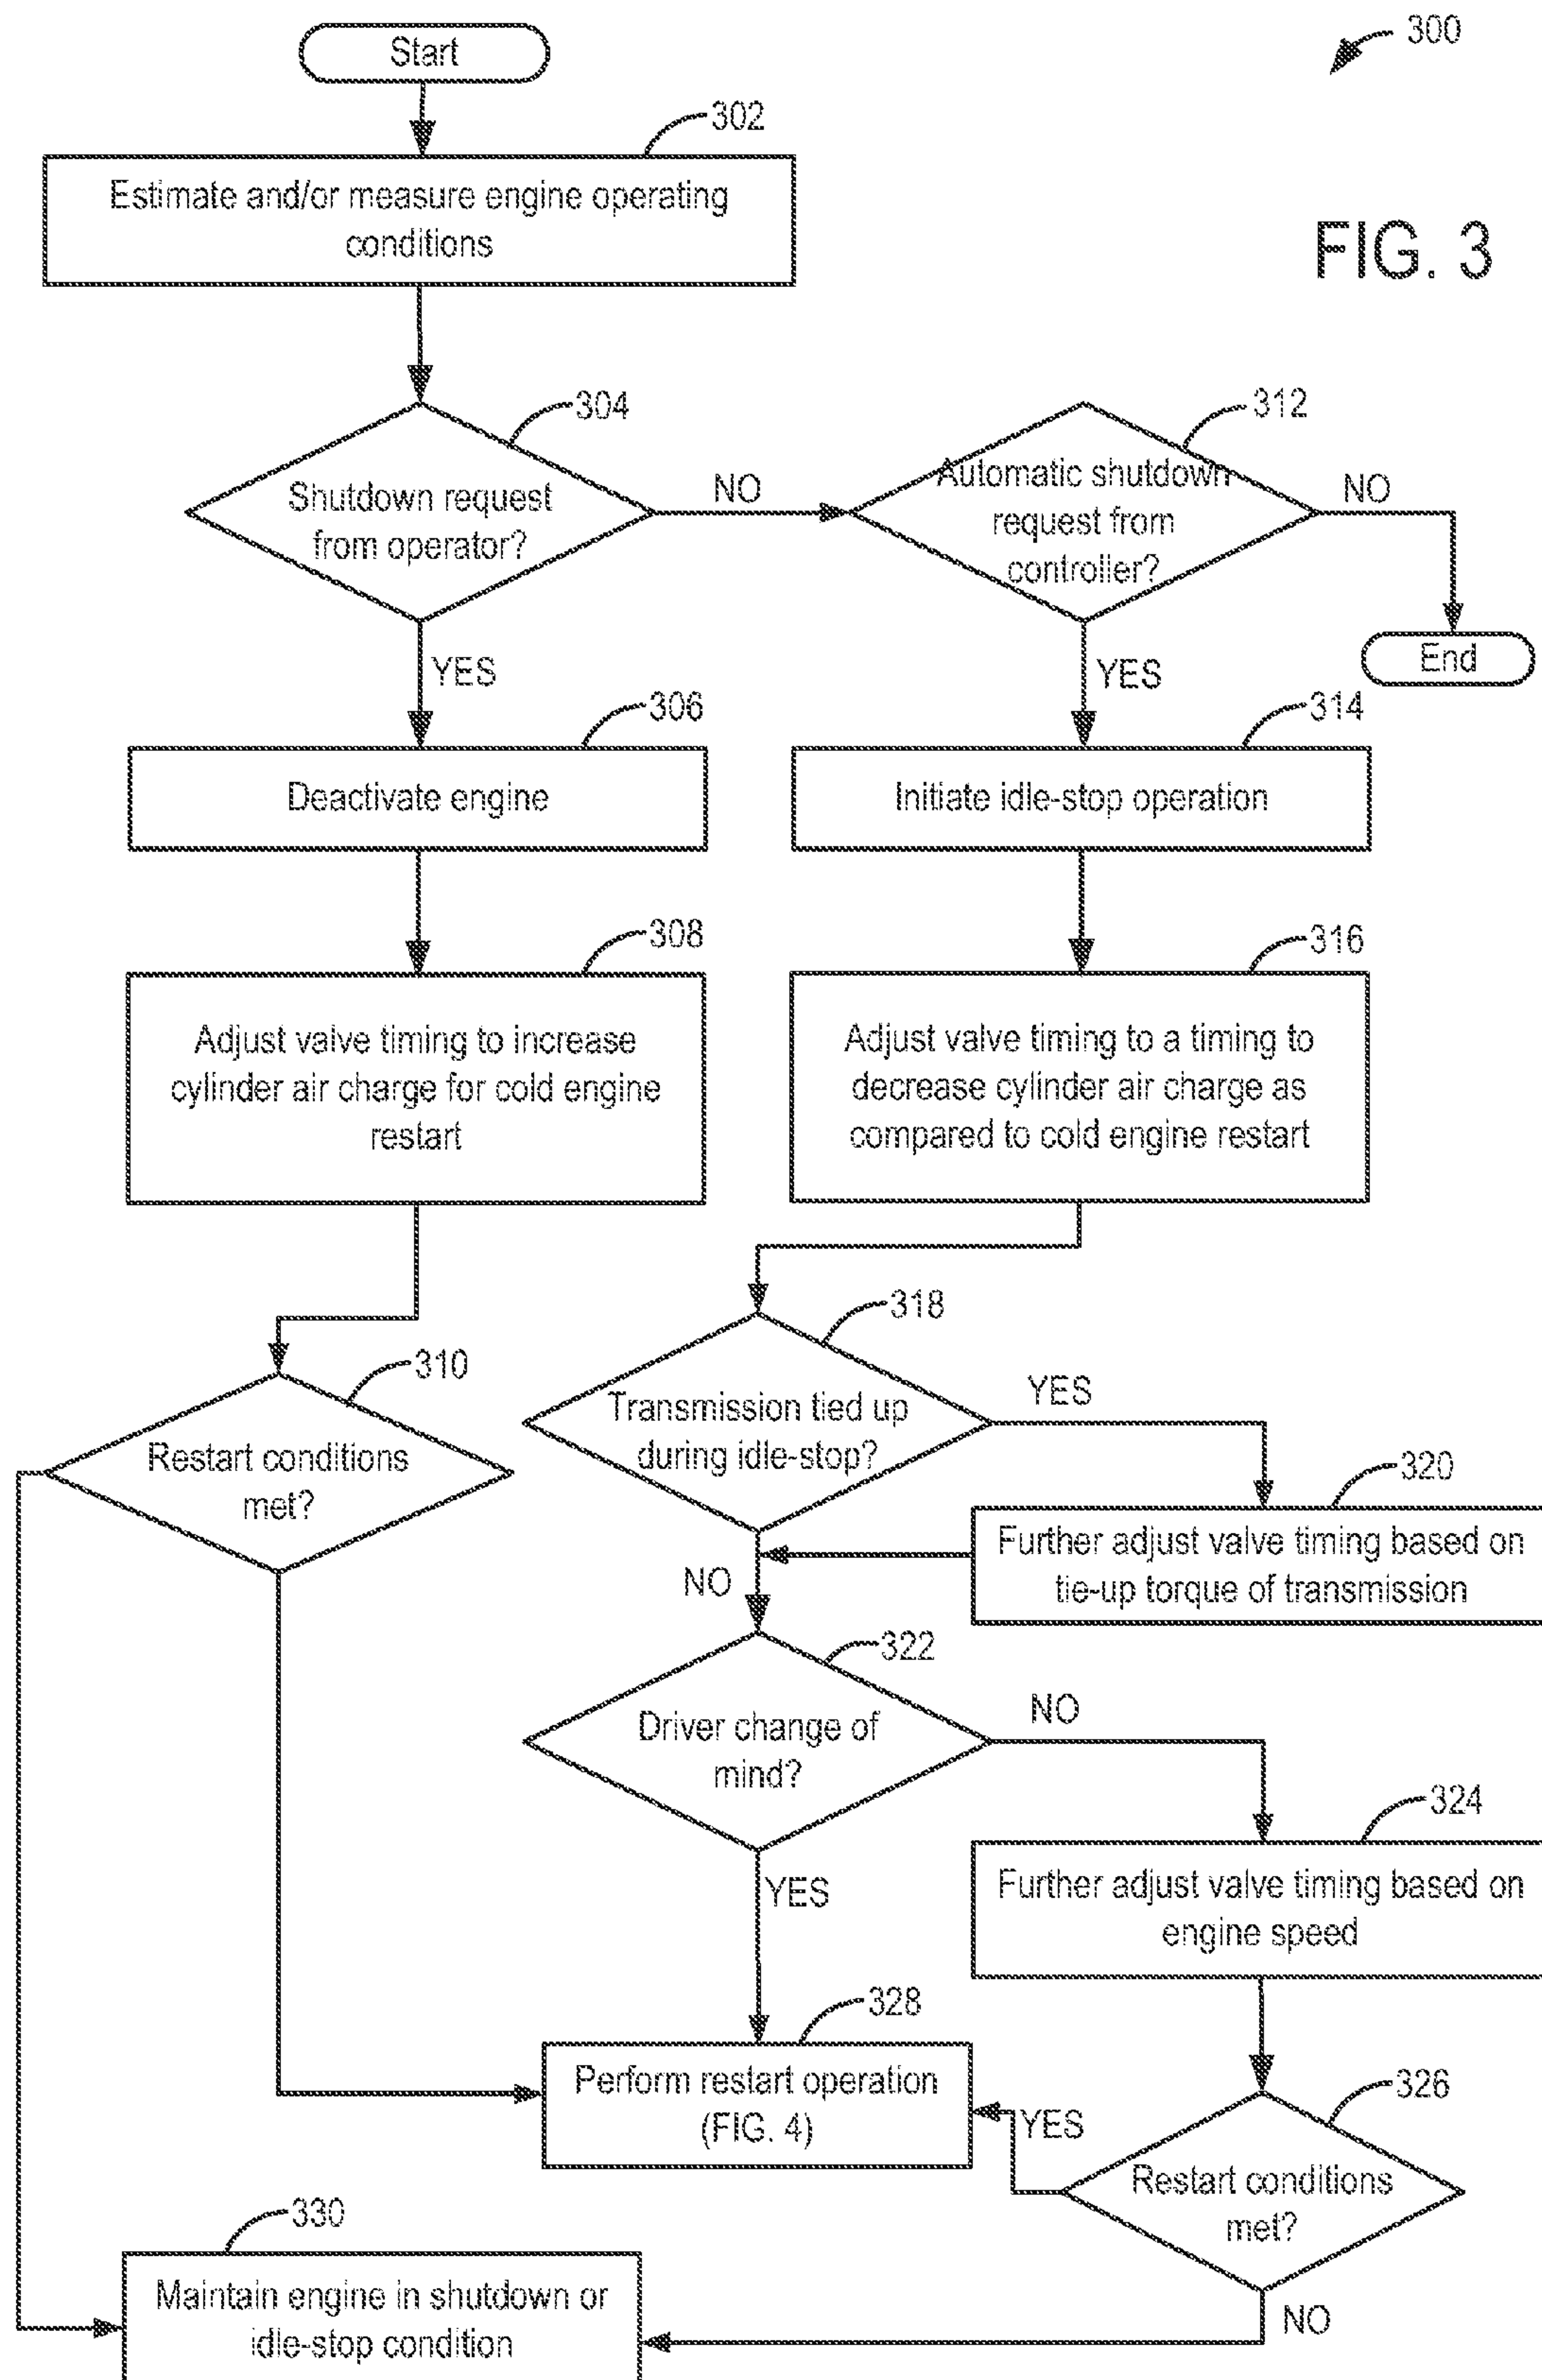 Start
300
302
Estimate and/or measure engine operating
conditions
FIG. 3
304
Shutdown request
from operator?
NO
312
Automatic shutdown
request from
controller?
NO
End
YES
YES
306
Deactivate engine
314
Initiate idle-stop operation
308
Adjust valve timing to increase
cylinder air charge for cold engine
restart
316
Adjust valve timing to a timing to
decrease cylinder air charge as
compared to cold engine restart
310
Restart conditions
met?
318
Transmission tied up
during idle-stop?
YES
320
Further adjust valve timing based on
tie-up torque of transmission
NO
322
Driver change of
mind?
NO
324
Further adjust valve timing based on
engine speed
YES
328
Perform restart operation
(FIG. 4)
YES
326
Restart conditions
met?
NO
330
Maintain engine in shutdown or
idle-stop condition